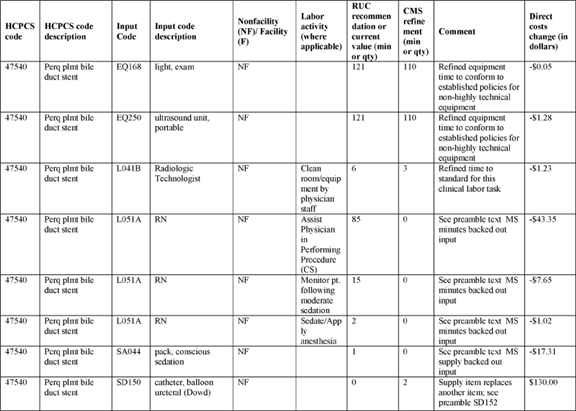 HCPCS code HCPCS code description Input Code Input code description Nonfacility (NF)/ Facility (F) Labor activity (where applicable) RUC recommen dation or current value (min or qty) CMS refine ment (min or qty) Comment Direct costs change (in dollars)
47540 Perq plmt bile duct stent EQ168 light, exam NF 121 110 Refined equipment time to conform to established policies for non-highly technical equipment -$0.05
47540 Perq plmt bile duct stent EQ250 ultrasound unit, portable NF 121 110 Refined equipment time to conform to established policies for non-highly technical equipment -$1.28
47540 Perq plmt bile duct stent L041B Radiologic Technologist NF Clean room/equip ment by physician staff 6 3 Refined time to standard for this clinical labor task -$1.23
47540 Perq plmt bile duct stent L051A RN NF Assist Physician in Performing Procedure (CS) 85 0 See preamble text MS minutes backed out input -$43.35
47540 Perq plmt bile duct stent L051A RN NF Monitor pt. following moderate sedation 15 0 See preamble text MS minutes backed out input -$7.65
47540 Perq plmt bile duct stent L051A RN NF Sedate/App ly anesthesia 2 0 See preamble text MS minutes backed out input -$1.02
47540 Perq plmt bile duct stent SA044 pack, conscious sedation NF 1 0 See preamble text MS supply backed out input -$17.31
47540 Perq plmt bile duct stent SD150 catheter, balloon ureteral (Dowd) NF 0 2 Supply item replaces another item; see preamble SD152 $130.00